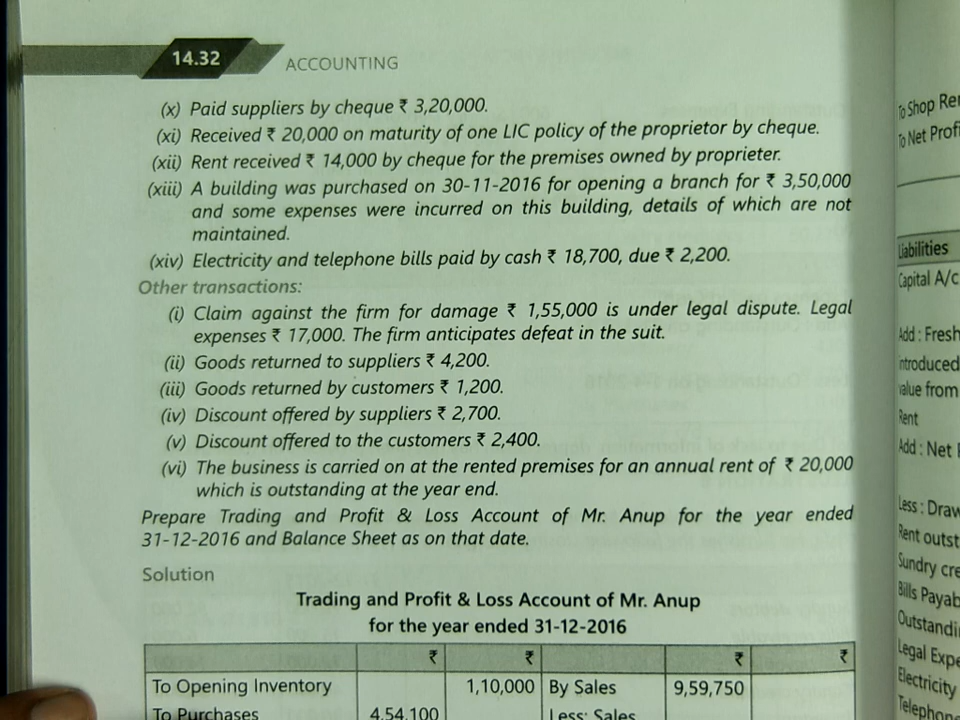 14.32 ACCOUNTING
(x) Paid suppliers by cheque ₹ 3,20,000.
(xi) Received ₹ 20,000 on maturity of one LIC policy of the proprietor by cheque.
(xii) Rent received ₹ 14,000 by cheque for the premises owned by proprieter.
(xiii) A building was purchased on 30-11-2016 for opening a branch for ₹ 3,50,000
and some expenses were incurred on this building, details of which are not
maintained.
(xiv) Electricity and telephone bills paid by cash ₹ 18,700, due ₹ 2,200.
Other transactions:
(i) Claim against the firm for damage ₹ 1,55,000 is under legal dispute. Legal
expenses ₹ 17,000. The firm anticipates defeat in the suit.
(ii) Goods returned to suppliers ₹ 4,200.
(iii) Goods returned by customers ₹ 1,200.
(iv) Discount offered by suppliers ₹ 2,700.
(v) Discount offered to the customers ₹ 2,400.
(vi) The business is carried on at the rented premises for an annual rent of ₹ 20,000
which is outstanding at the year end.
Prepare Trading and Profit & Loss Account of Mr. Anup for the year ended
31-12-2016 and Balance Sheet as on that date.
Solution
Trading and Profit & Loss Account of Mr. Anup
for the year ended 31-12-2016
₹ ₹ ₹ ₹
To Opening Inventory 1,10,000 By Sales 9,59,750
To Purchases 4,54,100 Less: Sales
To Shop
To Net
Liabilities
Capital A/c
Add : Fresh
introduced
value from
Rent
Add : Net
Less : Draw
Rent outst
Sundry cre
Bills Payab
Outstandi
Legal Expe
Electricity
Telephon